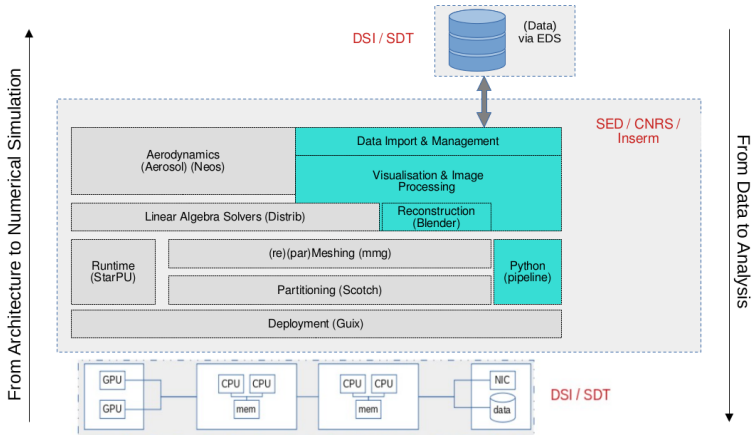 DSI / SDT
(Data)
via EDS
From Architecture to Numerical Simulation
From Data to Analysis
SED / CNRS /
Inserm
Aerodynamics
(Aerosol) (Neos)
Data Import & Management
Visualisation & Image
Processing
Linear Algebra Solvers (Distrib)
Reconstruction
(Blender)
Runtime
(StarPU)
(re)(par)Meshing (mmg)
Python
(pipeline)
Partitioning (Scotch)
Deployment (Guix)
GPU
GPU
CPU
CPU
mem
CPU
CPU
mem
NIC
data
DSI / SDT